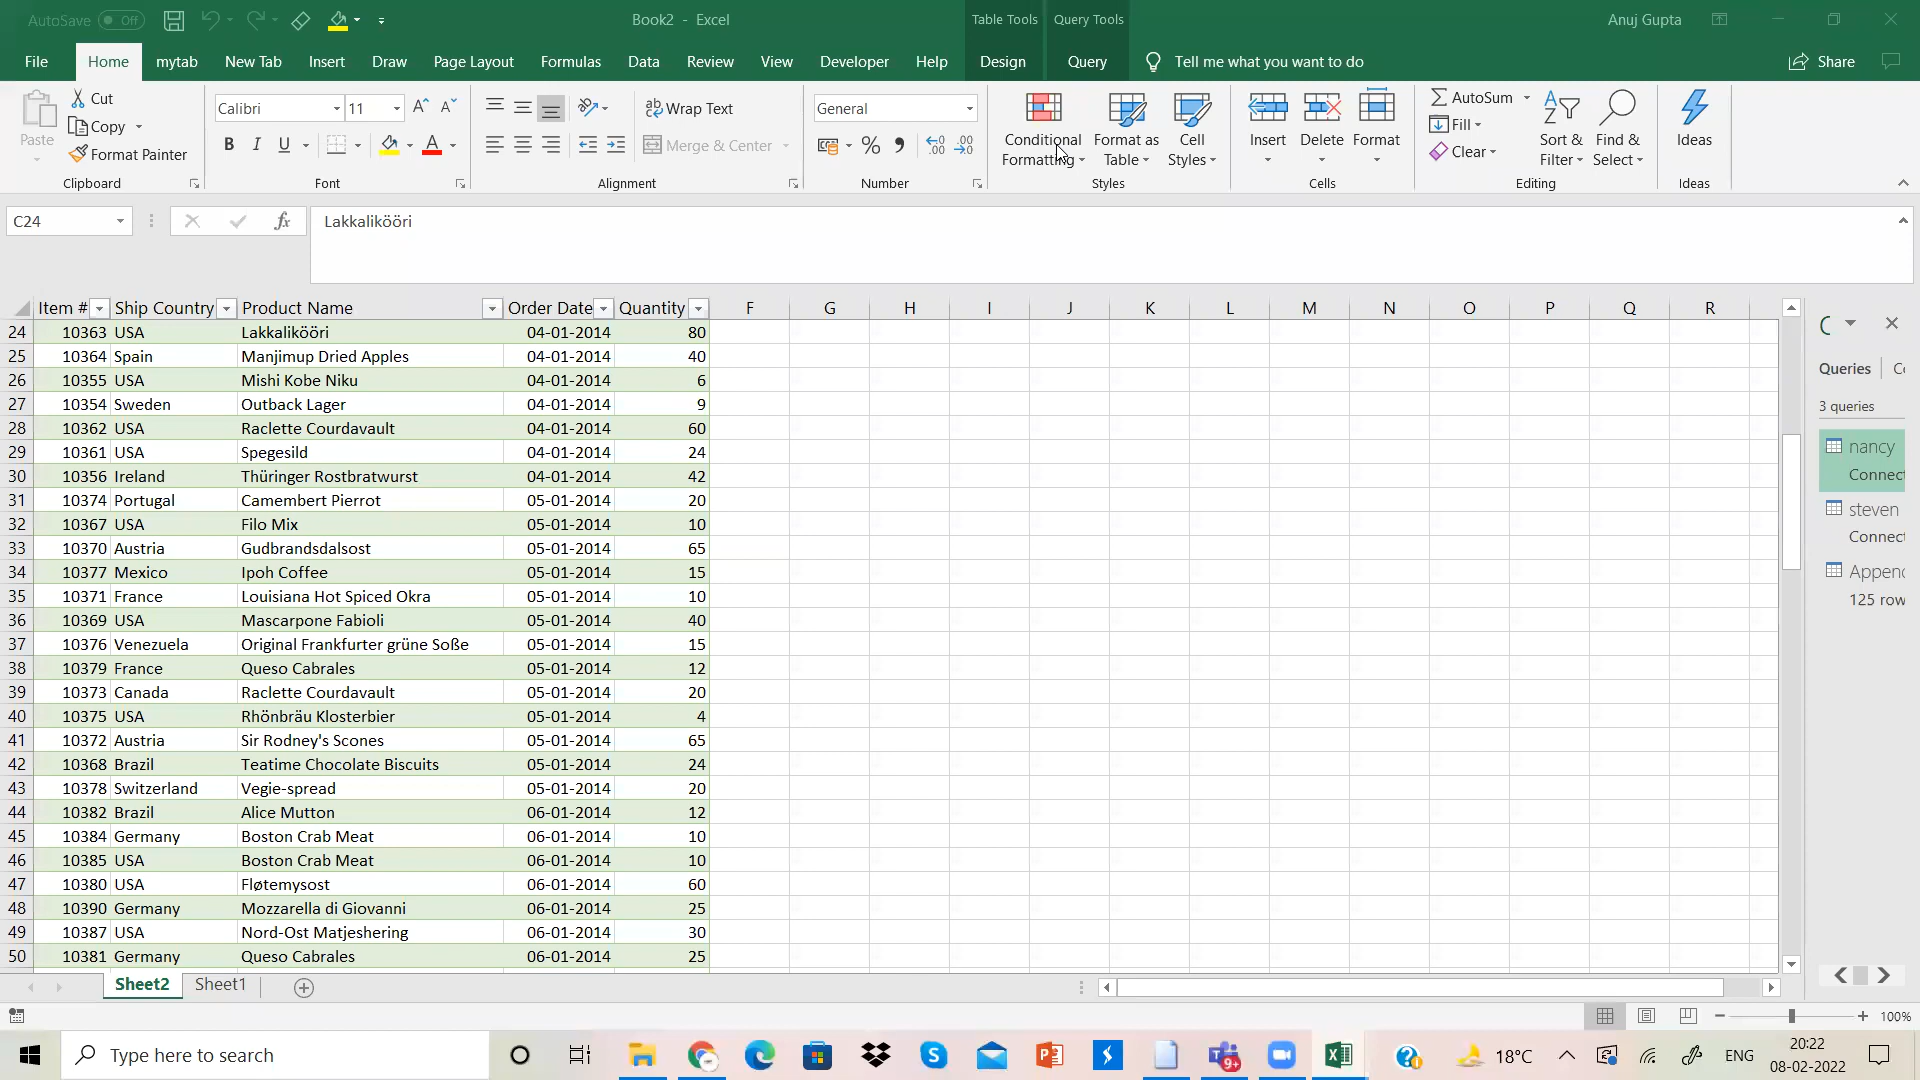 AutoSave Off
Book2 - Excel
Table Tools Query Tools
Anuj Gupta
File Home mytab New Tab Insert Draw Page Layout Formulas Data Review View Developer Help Design Query Tell me what you want to do Share
Paste
Cut
Copy
Format Painter
Clipboard
Calibri 11
B I U A
Font
Wrap Text
Merge & Center
Alignment
General
%
Number
Conditional Formatting
Format as Table
Cell Styles
Styles
Insert Delete Format
Cells
AutoSum
Fill
Clear
Sort & Filter
Find & Select
Editing
Ideas
Ideas
C24 fx Lakkalikööri
Item # Ship Country Product Name Order Date Quantity F G H I J K L M N O P Q R
24 10363 USA Lakkalikööri 04-01-2014 80
25 10364 Spain Manjimup Dried Apples 04-01-2014 40
26 10355 USA Mishi Kobe Niku 04-01-2014 6
27 10354 Sweden Outback Lager 04-01-2014 9
28 10362 USA Raclette Courdavault 04-01-2014 60
29 10361 USA Spegesild 04-01-2014 24
30 10356 Ireland Thüringer Rostbratwurst 04-01-2014 42
31 10374 Portugal Camembert Pierrot 05-01-2014 20
32 10367 USA Filo Mix 05-01-2014 10
33 10370 Austria Gudbrandsdalsost 05-01-2014 65
34 10377 Mexico Ipoh Coffee 05-01-2014 15
35 10371 France Louisiana Hot Spiced Okra 05-01-2014 10
36 10369 USA Mascarpone Fabioli 05-01-2014 40
37 10376 Venezuela Original Frankfurter grüne Soße 05-01-2014 15
38 10379 France Queso Cabrales 05-01-2014 12
39 10373 Canada Raclette Courdavault 05-01-2014 20
40 10375 USA Rhönbräu Klosterbier 05-01-2014 4
41 10372 Austria Sir Rodney's Scones 05-01-2014 65
42 10368 Brazil Teatime Chocolate Biscuits 05-01-2014 24
43 10378 Switzerland Vegie-spread 05-01-2014 20
44 10382 Brazil Alice Mutton 06-01-2014 12
45 10384 Germany Boston Crab Meat 06-01-2014 10
46 10385 USA Boston Crab Meat 06-01-2014 10
47 10380 USA Fløtemysost 06-01-2014 60
48 10390 Germany Mozzarella di Giovanni 06-01-2014 25
49 10387 USA Nord-Ost Matjeshering 06-01-2014 30
50 10381 Germany Queso Cabrales 06-01-2014 25
Queries
3 queries
nancy
Connect
steven
Connect
Append
125 row
Sheet2 Sheet1
100%
Type here to search
9+
18°C
ENG
20:22
08-02-2022